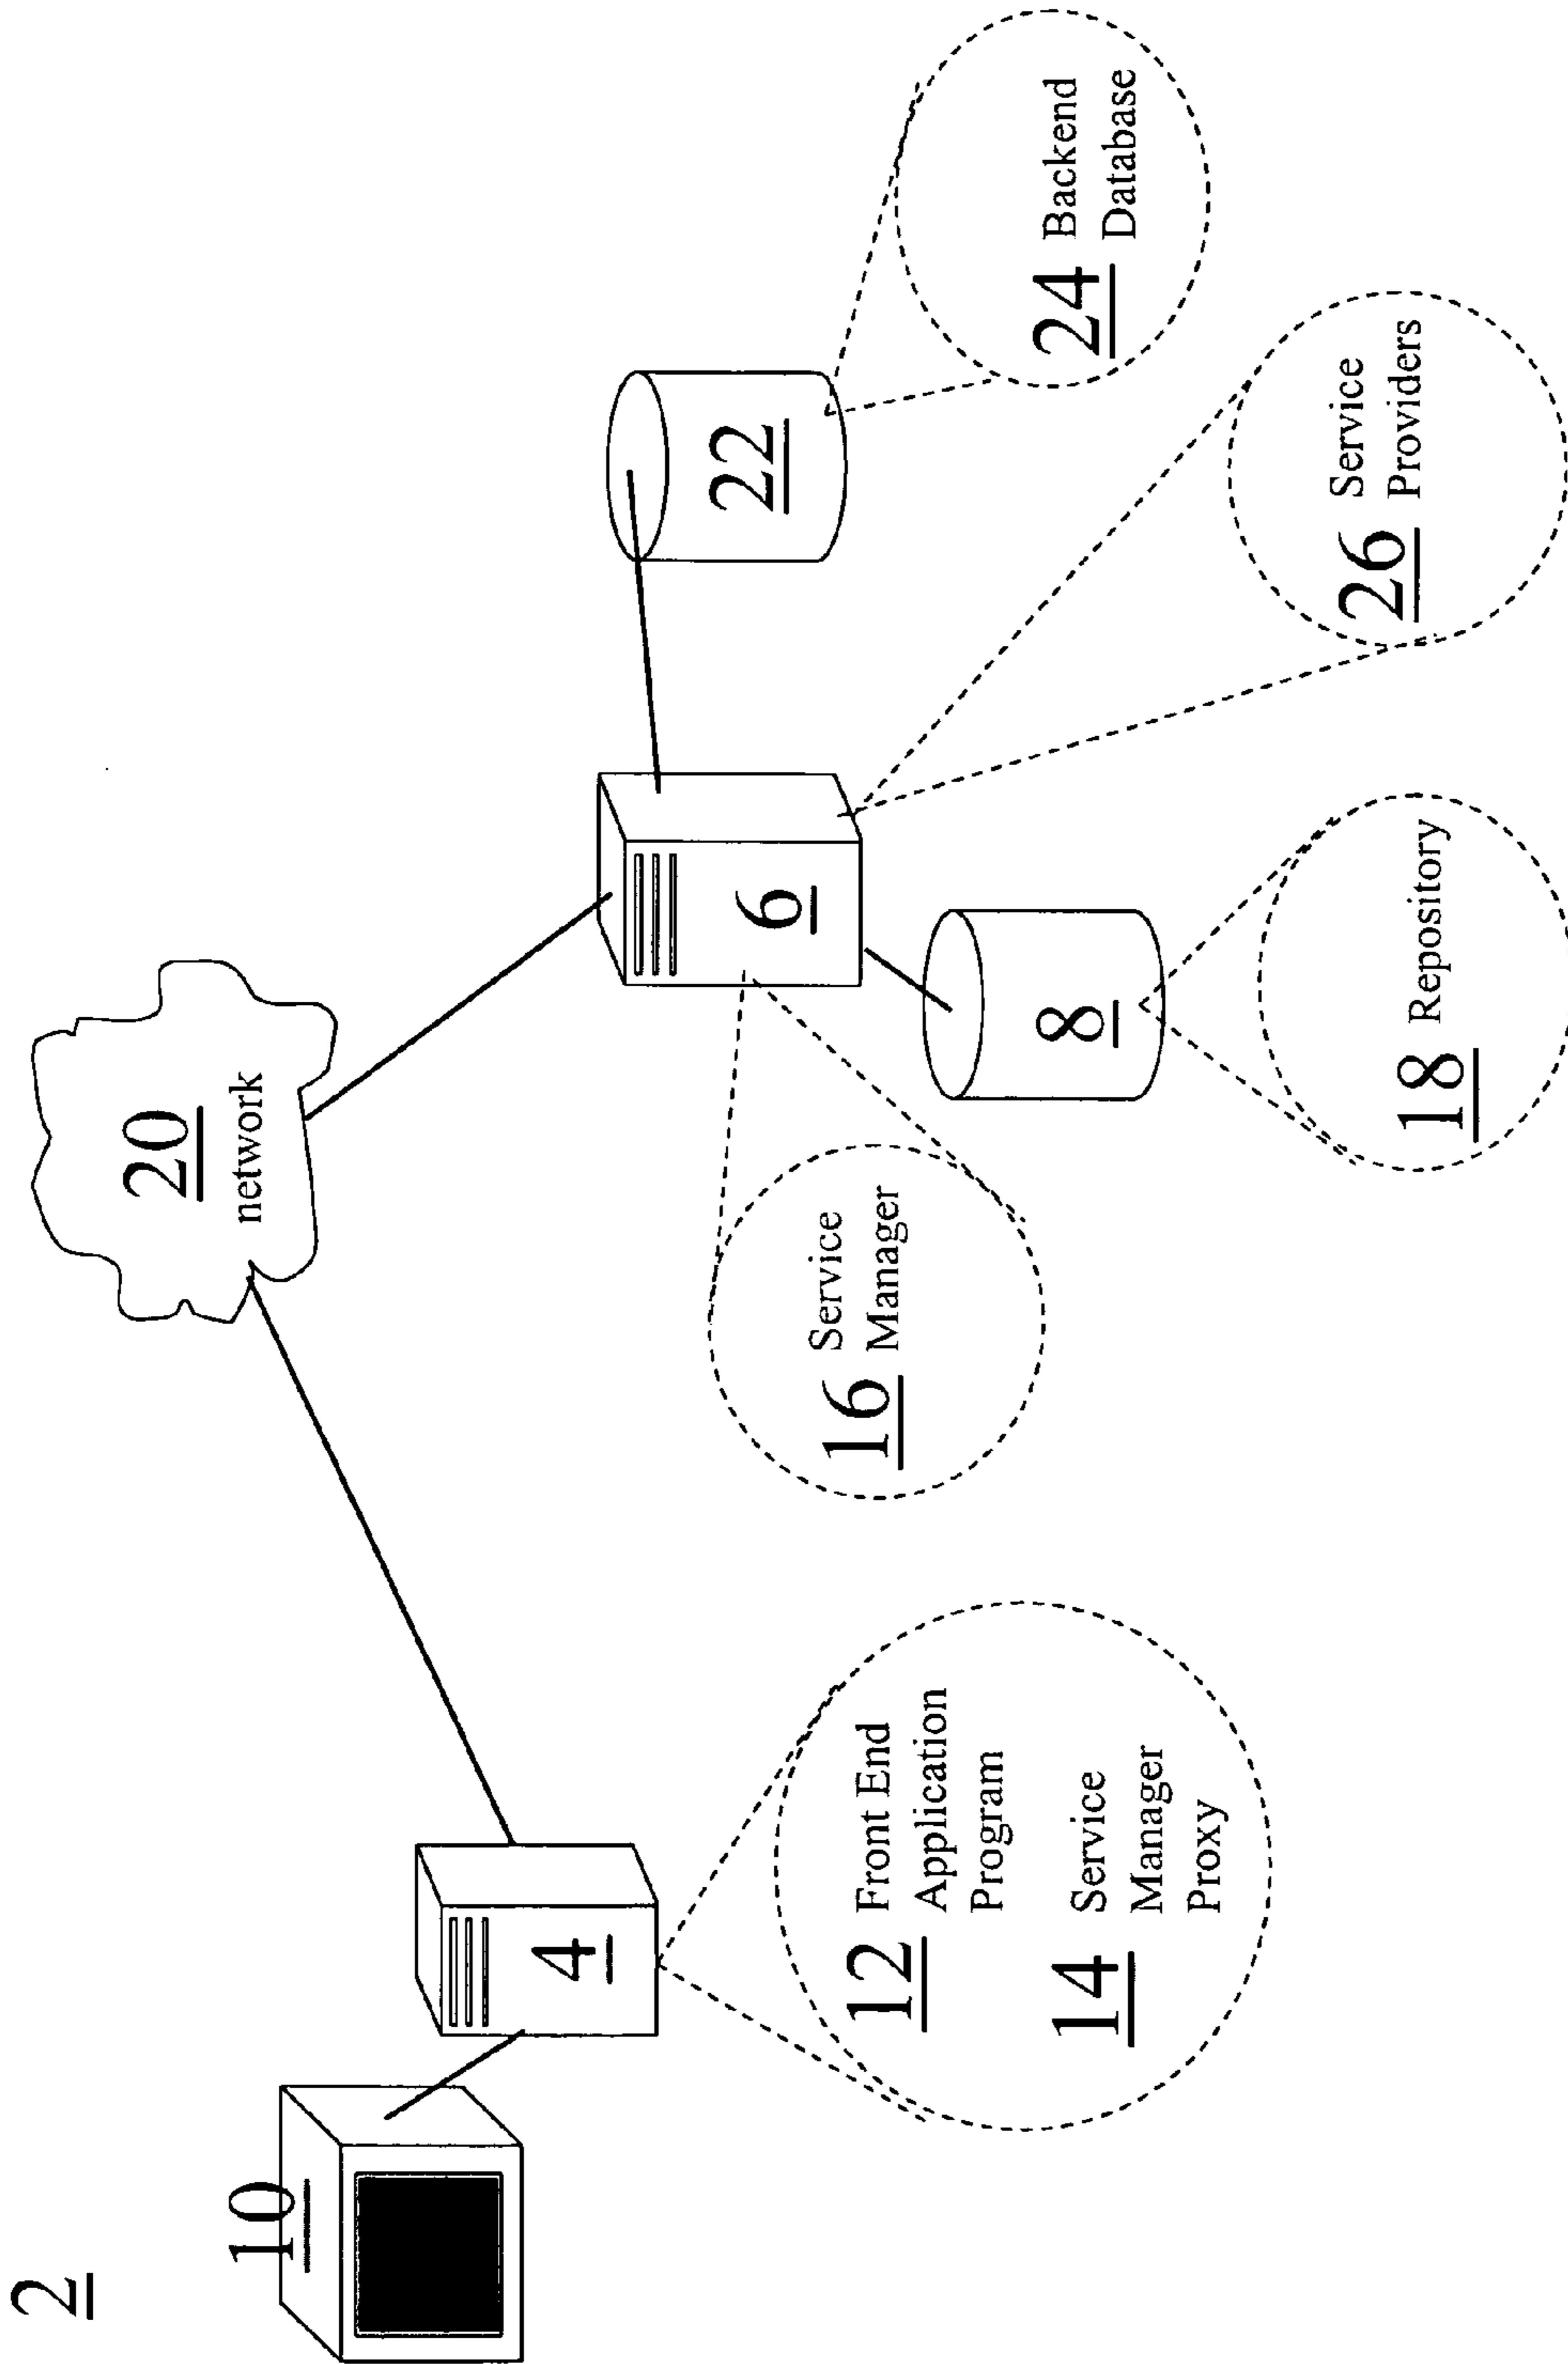 2
10
4
12 Front End
Application
Program
14 Service
Manager
Proxy
20
network
16 Service
Manager
6
8
18 Repository
22
24 Backend
Database
26 Service
Providers